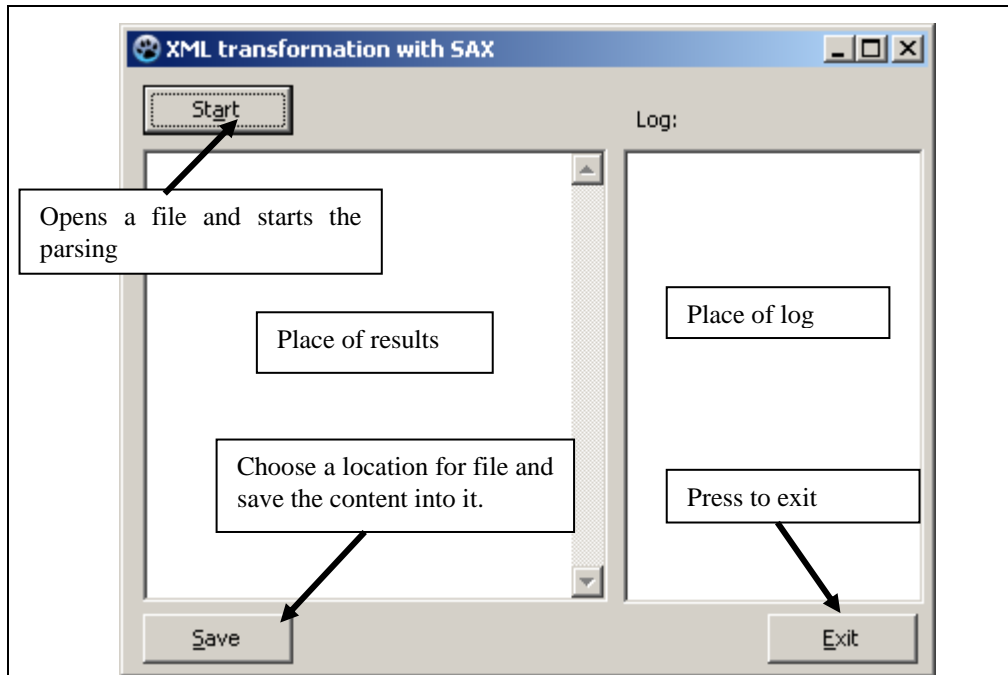 XML transformation with SAX
Start
Log:
Opens a file and starts the
parsing
Place of results
Place of log
Choose a location for file and
save the content into it.
Press to exit
Save
Exit